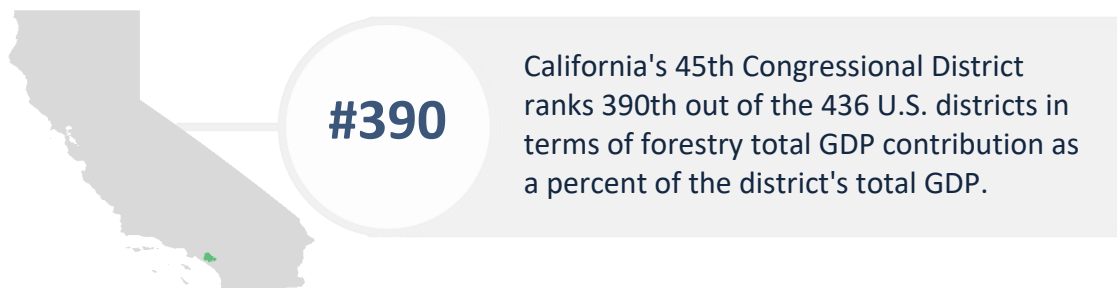 #390
California's 45th Congressional District
ranks 390th out of the 436 U.S. districts in
terms of forestry total GDP contribution as
a percent of the district's total GDP.